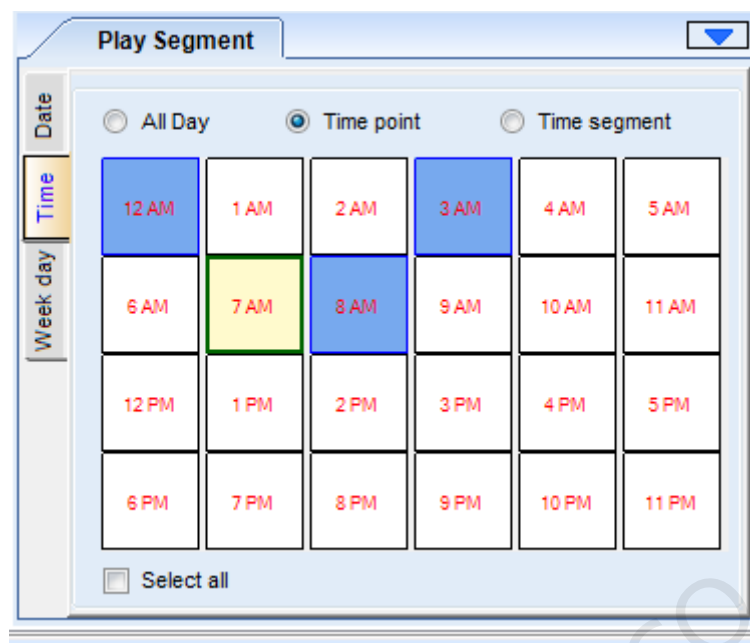 Play Segment
Date
Time
Week day
All Day Time point Time segment
12 AM 1 AM 2 AM 3 AM 4 AM 5 AM
6 AM 7 AM 8 AM 9 AM 10 AM 11 AM
12 PM 1 PM 2 PM 3 PM 4 PM 5 PM
6 PM 7 PM 8 PM 9 PM 10 PM 11 PM
Select all